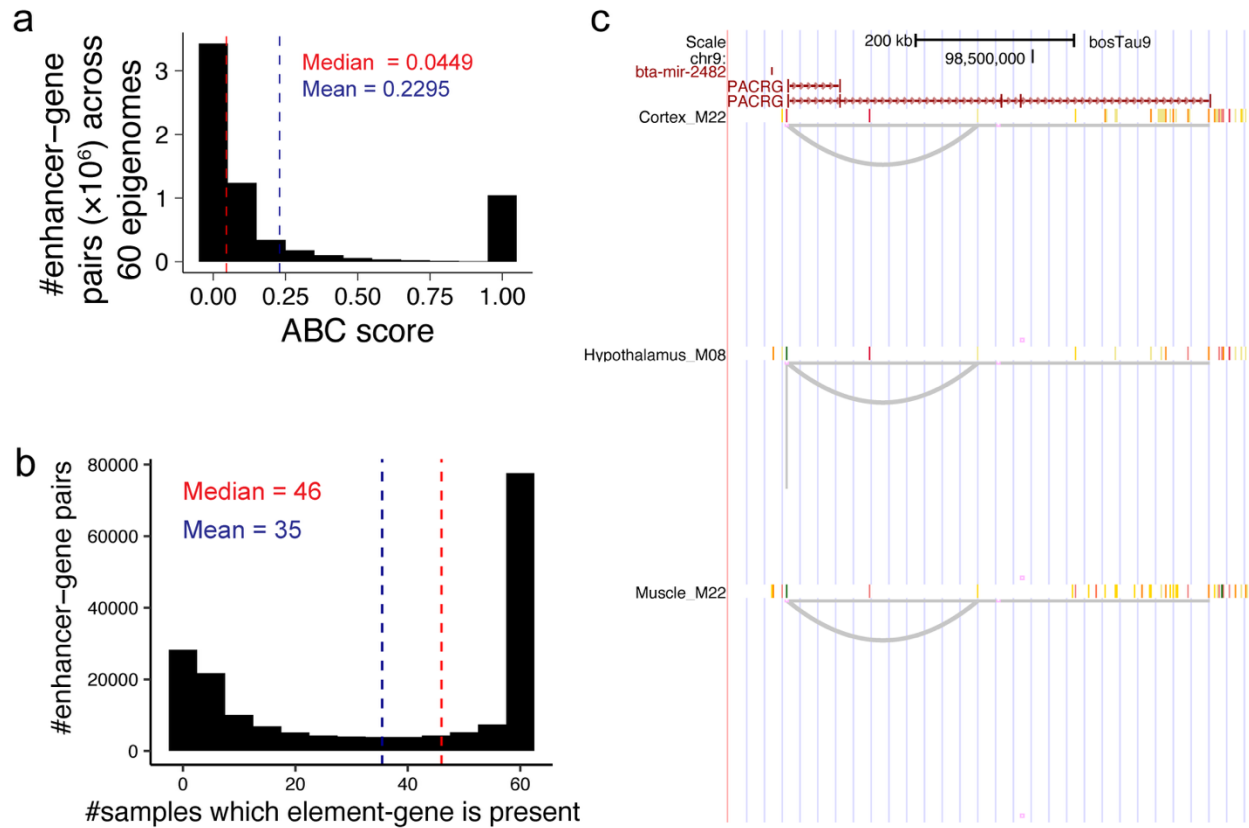 a
#enhancer-gene
pairs (×10⁶) across
60 epigenomes
3
2
1
0
Median = 0.0449
Mean = 0.2295
0.00 0.25 0.50 0.75 1.00
ABC score
b
#enhancer-gene pairs
80000
60000
40000
20000
0
Median = 46
Mean = 35
0 20 40 60
#samples which element-gene is present
c
Scale 200 kb bosTau9
chr9: 98,500,000
bta-mir-2482
PACRG
PACRG
Cortex_M22
Hypothalamus_M08
Muscle_M22